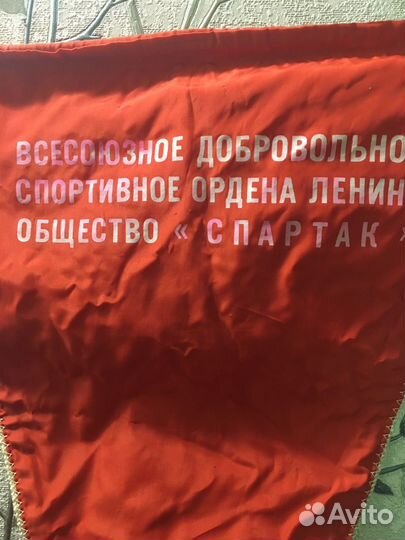 ВСЕСОЮЗНОЕ ДОБРОВОЛЬНО
СПОРТИВНОЕ ОРДЕНА ЛЕНИН
ОБЩЕСТВО « СПАРТАК »
Avito